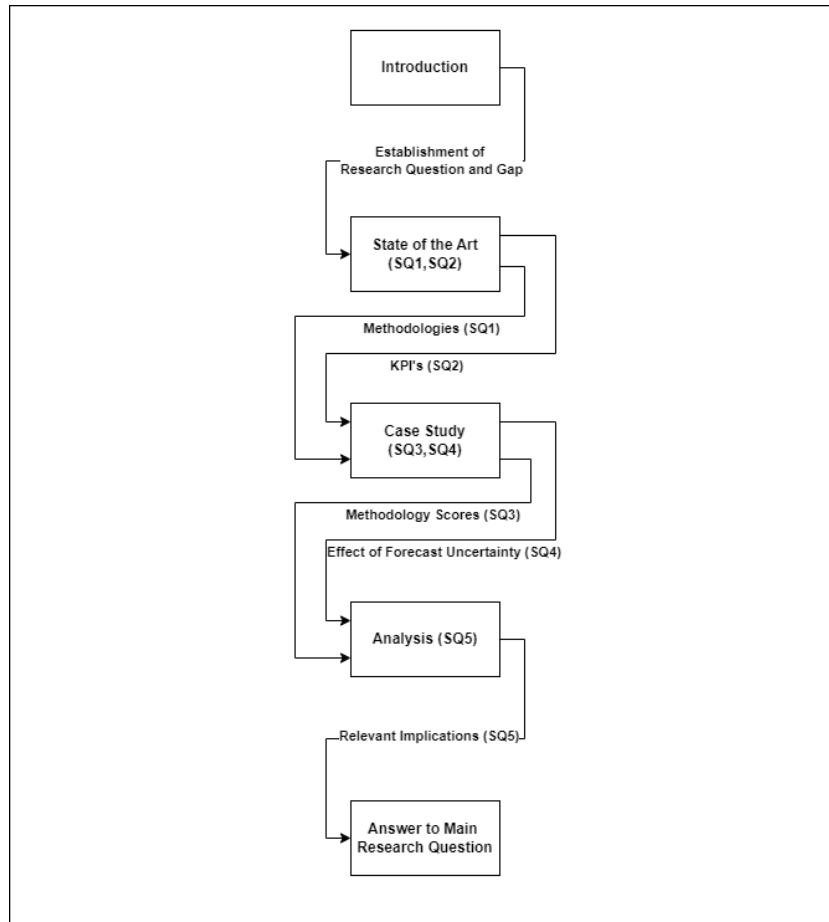 Introduction
Establishment of
Research Question and Gap
State of the Art
(SQ1,SQ2)
Methodologies (SQ1)
KPI's (SQ2)
Case Study
(SQ3,SQ4)
Methodology Scores (SQ3)
Effect of Forecast Uncertainty (SQ4)
Analysis (SQ5)
Relevant Implications (SQ5)
Answer to Main
Research Question